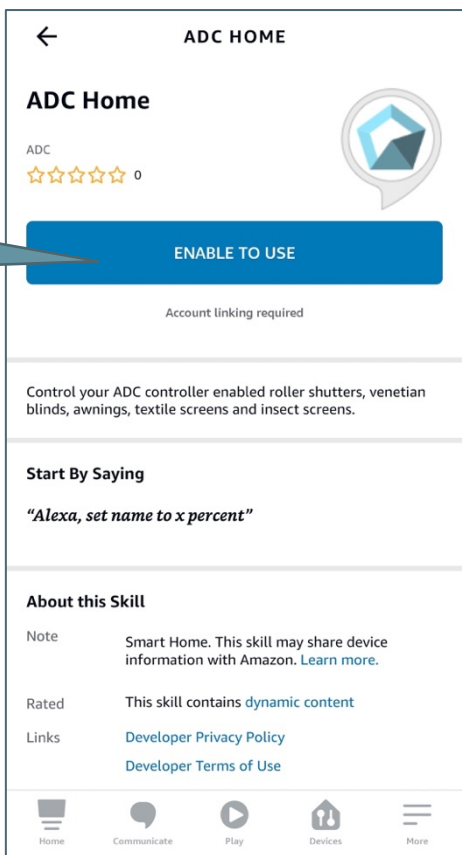 ADC HOME
ADC Home
ADC
0
ENABLE TO USE
Account linking required
Control your ADC controller enabled roller shutters, venetian
blinds, awnings, textile screens and insect screens.
Start By Saying
“Alexa, set name to x percent”
About this Skill
Note
Smart Home. This skill may share device
information with Amazon. Learn more.
Rated
This skill contains dynamic content
Links
Developer Privacy Policy
Developer Terms of Use
Home Communicate Play Devices More